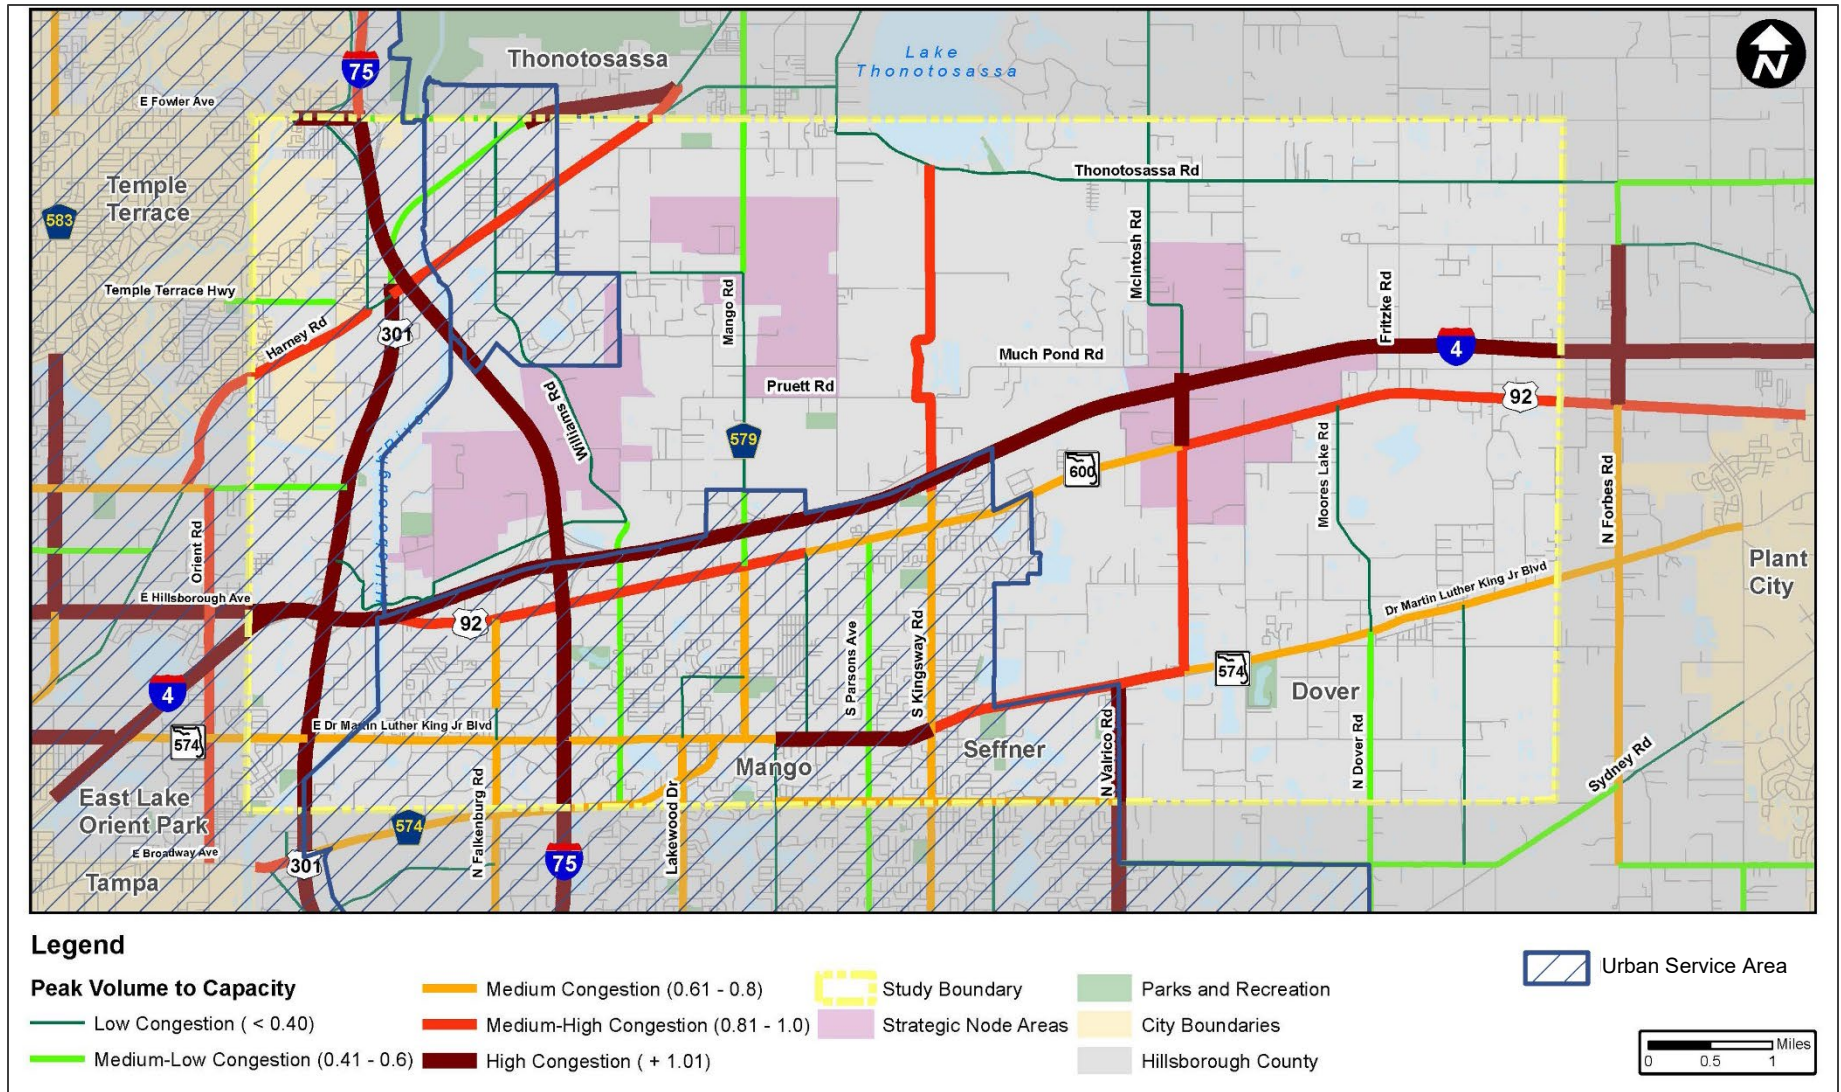 Thonotosassa
Lake
Thonotosassa
N
75
E Fowler Ave
Thonotosassa Rd
Temple
Terrace
583
McIntosh Rd
Temple Terrace Hwy
Mango Rd
Fritzke Rd
301
Harney Rd
4
Much Pond Rd
Pruett Rd
92
Williams Rd
579
600
Moores Lake Rd
N Forbes Rd
Hillsborough River
Orient Rd
Plant
City
Dr Martin Luther King Jr Blvd
E Hillsborough Ave
92
S Parsons Ave
S Kingsway Rd
574
4
Dover
574
E Dr Martin Luther King Jr Blvd
Seffner
N Valrico Rd
N Dover Rd
Mango
Sydney Rd
East Lake
Orient Park
N Falkenburg Rd
Lakewood Dr
574
E Broadway Ave
301
75
Tampa
Legend
Peak Volume to Capacity
Low Congestion ( < 0.40)
Medium-Low Congestion (0.41 - 0.6)
Medium Congestion (0.61 - 0.8)
Medium-High Congestion (0.81 - 1.0)
High Congestion ( + 1.01)
Study Boundary
Strategic Node Areas
Parks and Recreation
City Boundaries
Hillsborough County
Urban Service Area
Miles
0 0.5 1